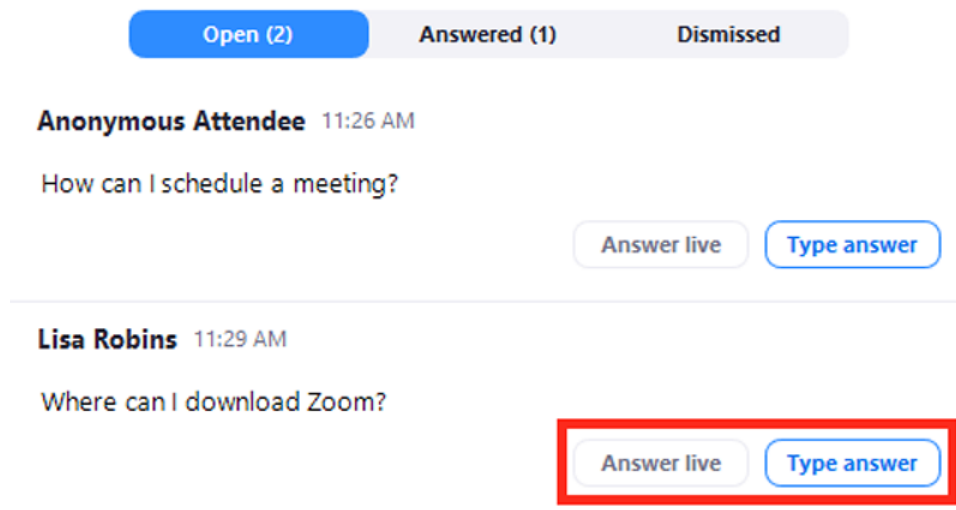 Open (2) Answered (1) Dismissed
Anonymous Attendee 11:26 AM
How can I schedule a meeting?
Answer live Type answer
Lisa Robins 11:29 AM
Where can I download Zoom?
Answer live Type answer